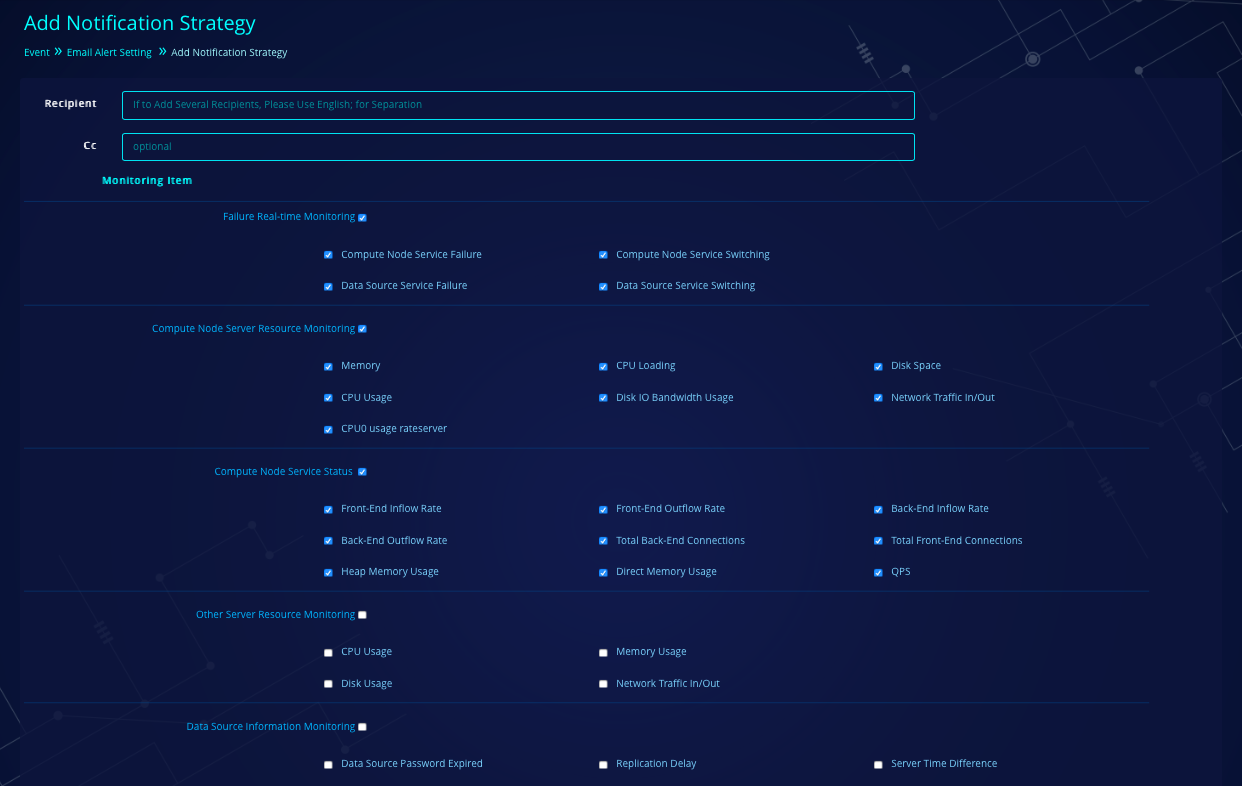 Add Notification Strategy
Event » Email Alert Setting » Add Notification Strategy
Recipient If to Add Several Recipients, Please Use English; for Separation
Cc optional
Monitoring Item
Failure Real-time Monitoring
Compute Node Service Failure Compute Node Service Switching
Data Source Service Failure Data Source Service Switching
Compute Node Server Resource Monitoring
Memory CPU Loading Disk Space
CPU Usage Disk IO Bandwidth Usage Network Traffic In/Out
CPU0 usage rateserver
Compute Node Service Status
Front-End Inflow Rate Front-End Outflow Rate Back-End Inflow Rate
Back-End Outflow Rate Total Back-End Connections Total Front-End Connections
Heap Memory Usage Direct Memory Usage QPS
Other Server Resource Monitoring
CPU Usage Memory Usage
Disk Usage Network Traffic In/Out
Data Source Information Monitoring
Data Source Password Expired Replication Delay Server Time Difference